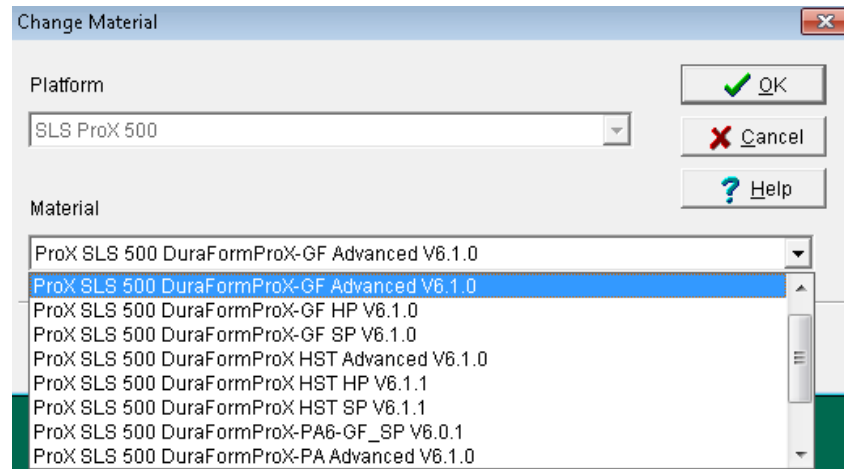 Change Material
Platform
OK
SLS ProX 500
Cancel
Help
Material
ProX SLS 500 DuraFormProX-GF Advanced V6.1.0
ProX SLS 500 DuraFormProX-GF Advanced V6.1.0
ProX SLS 500 DuraFormProX-GF HP V6.1.0
ProX SLS 500 DuraFormProX-GF SP V6.1.0
ProX SLS 500 DuraFormProX HST Advanced V6.1.0
ProX SLS 500 DuraFormProX HST HP V6.1.1
ProX SLS 500 DuraFormProX HST SP V6.1.1
ProX SLS 500 DuraFormProX-PA6-GF_SP V6.0.1
ProX SLS 500 DuraFormProX-PA Advanced V6.1.0